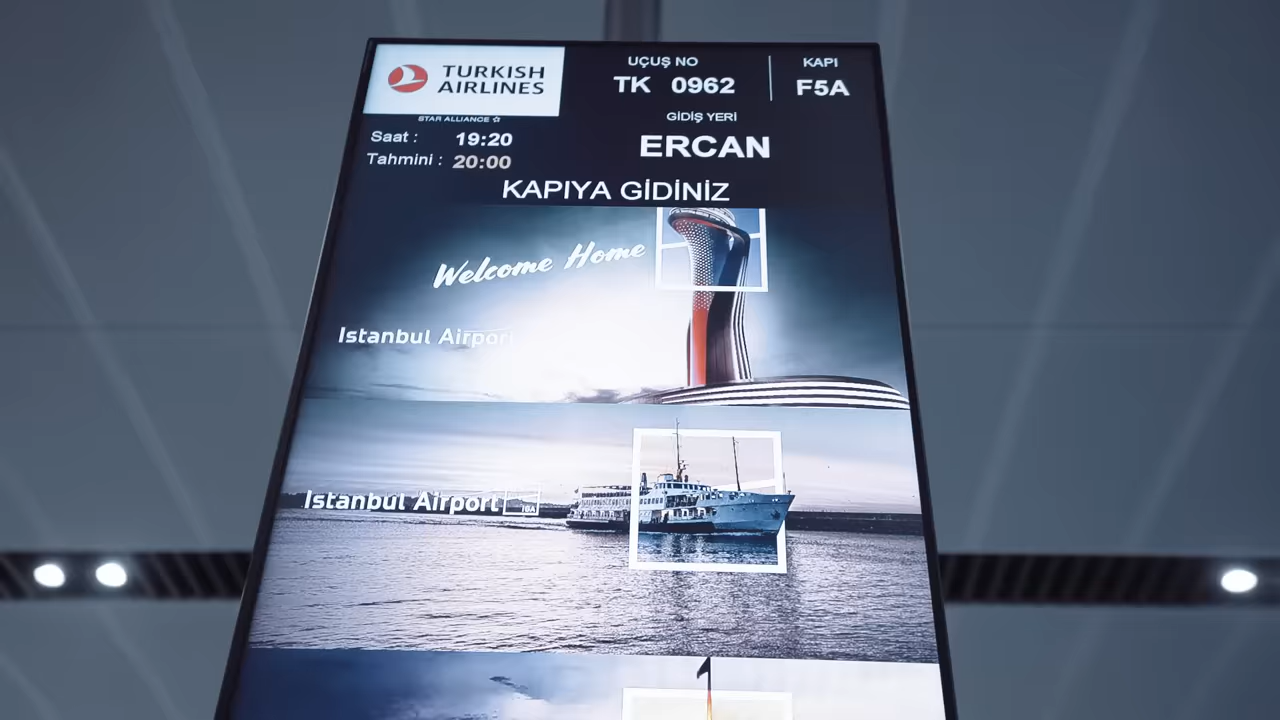 TURKISH
AIRLINES
STAR ALLIANCE
UÇUŞ NO
TK 0962
KAPI
F5A
GİDİŞ YERİ
ERCAN
Saat : 19:20
Tahmini : 20:00
KAPIYA GİDİNİZ
Welcome Home
Istanbul Airport
Istanbul Airport
IGA